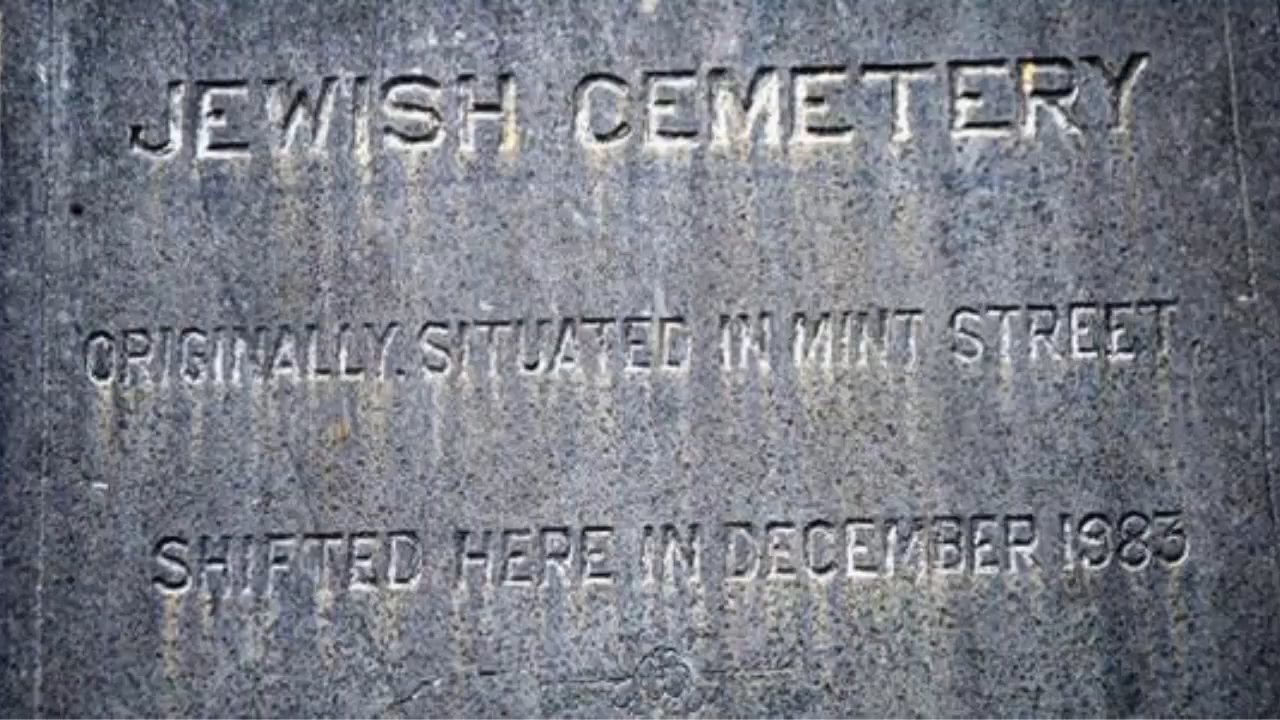 JEWISH CEMETERY
ORIGINALLY. SITUATED IN MINT STREET,
SHIFTED HERE IN DECEMBER 1983